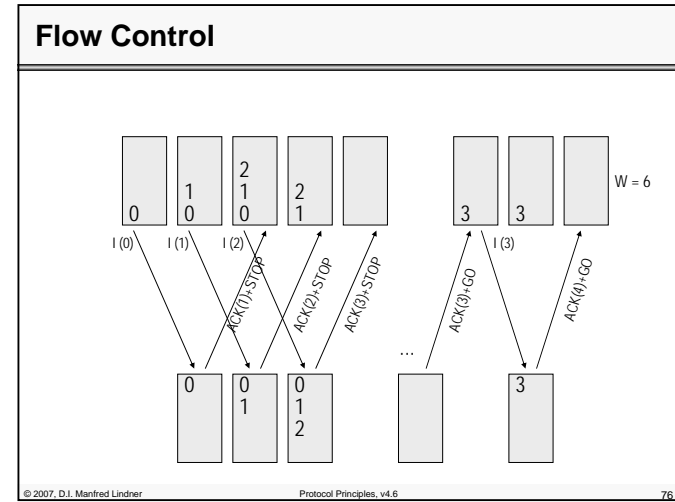 Flow Control
2
1 1 2
0 0 0 1 3 3
W = 6
I (0) I (1) I (2) I (3)
ACK(1)+STOP
ACK(2)+STOP
ACK(3)+STOP
ACK(3)+GO
ACK(4)+GO
...
0 0 0 3
1 1
2
© 2007, D.I. Manfred Lindner Protocol Principles, v4.6 76